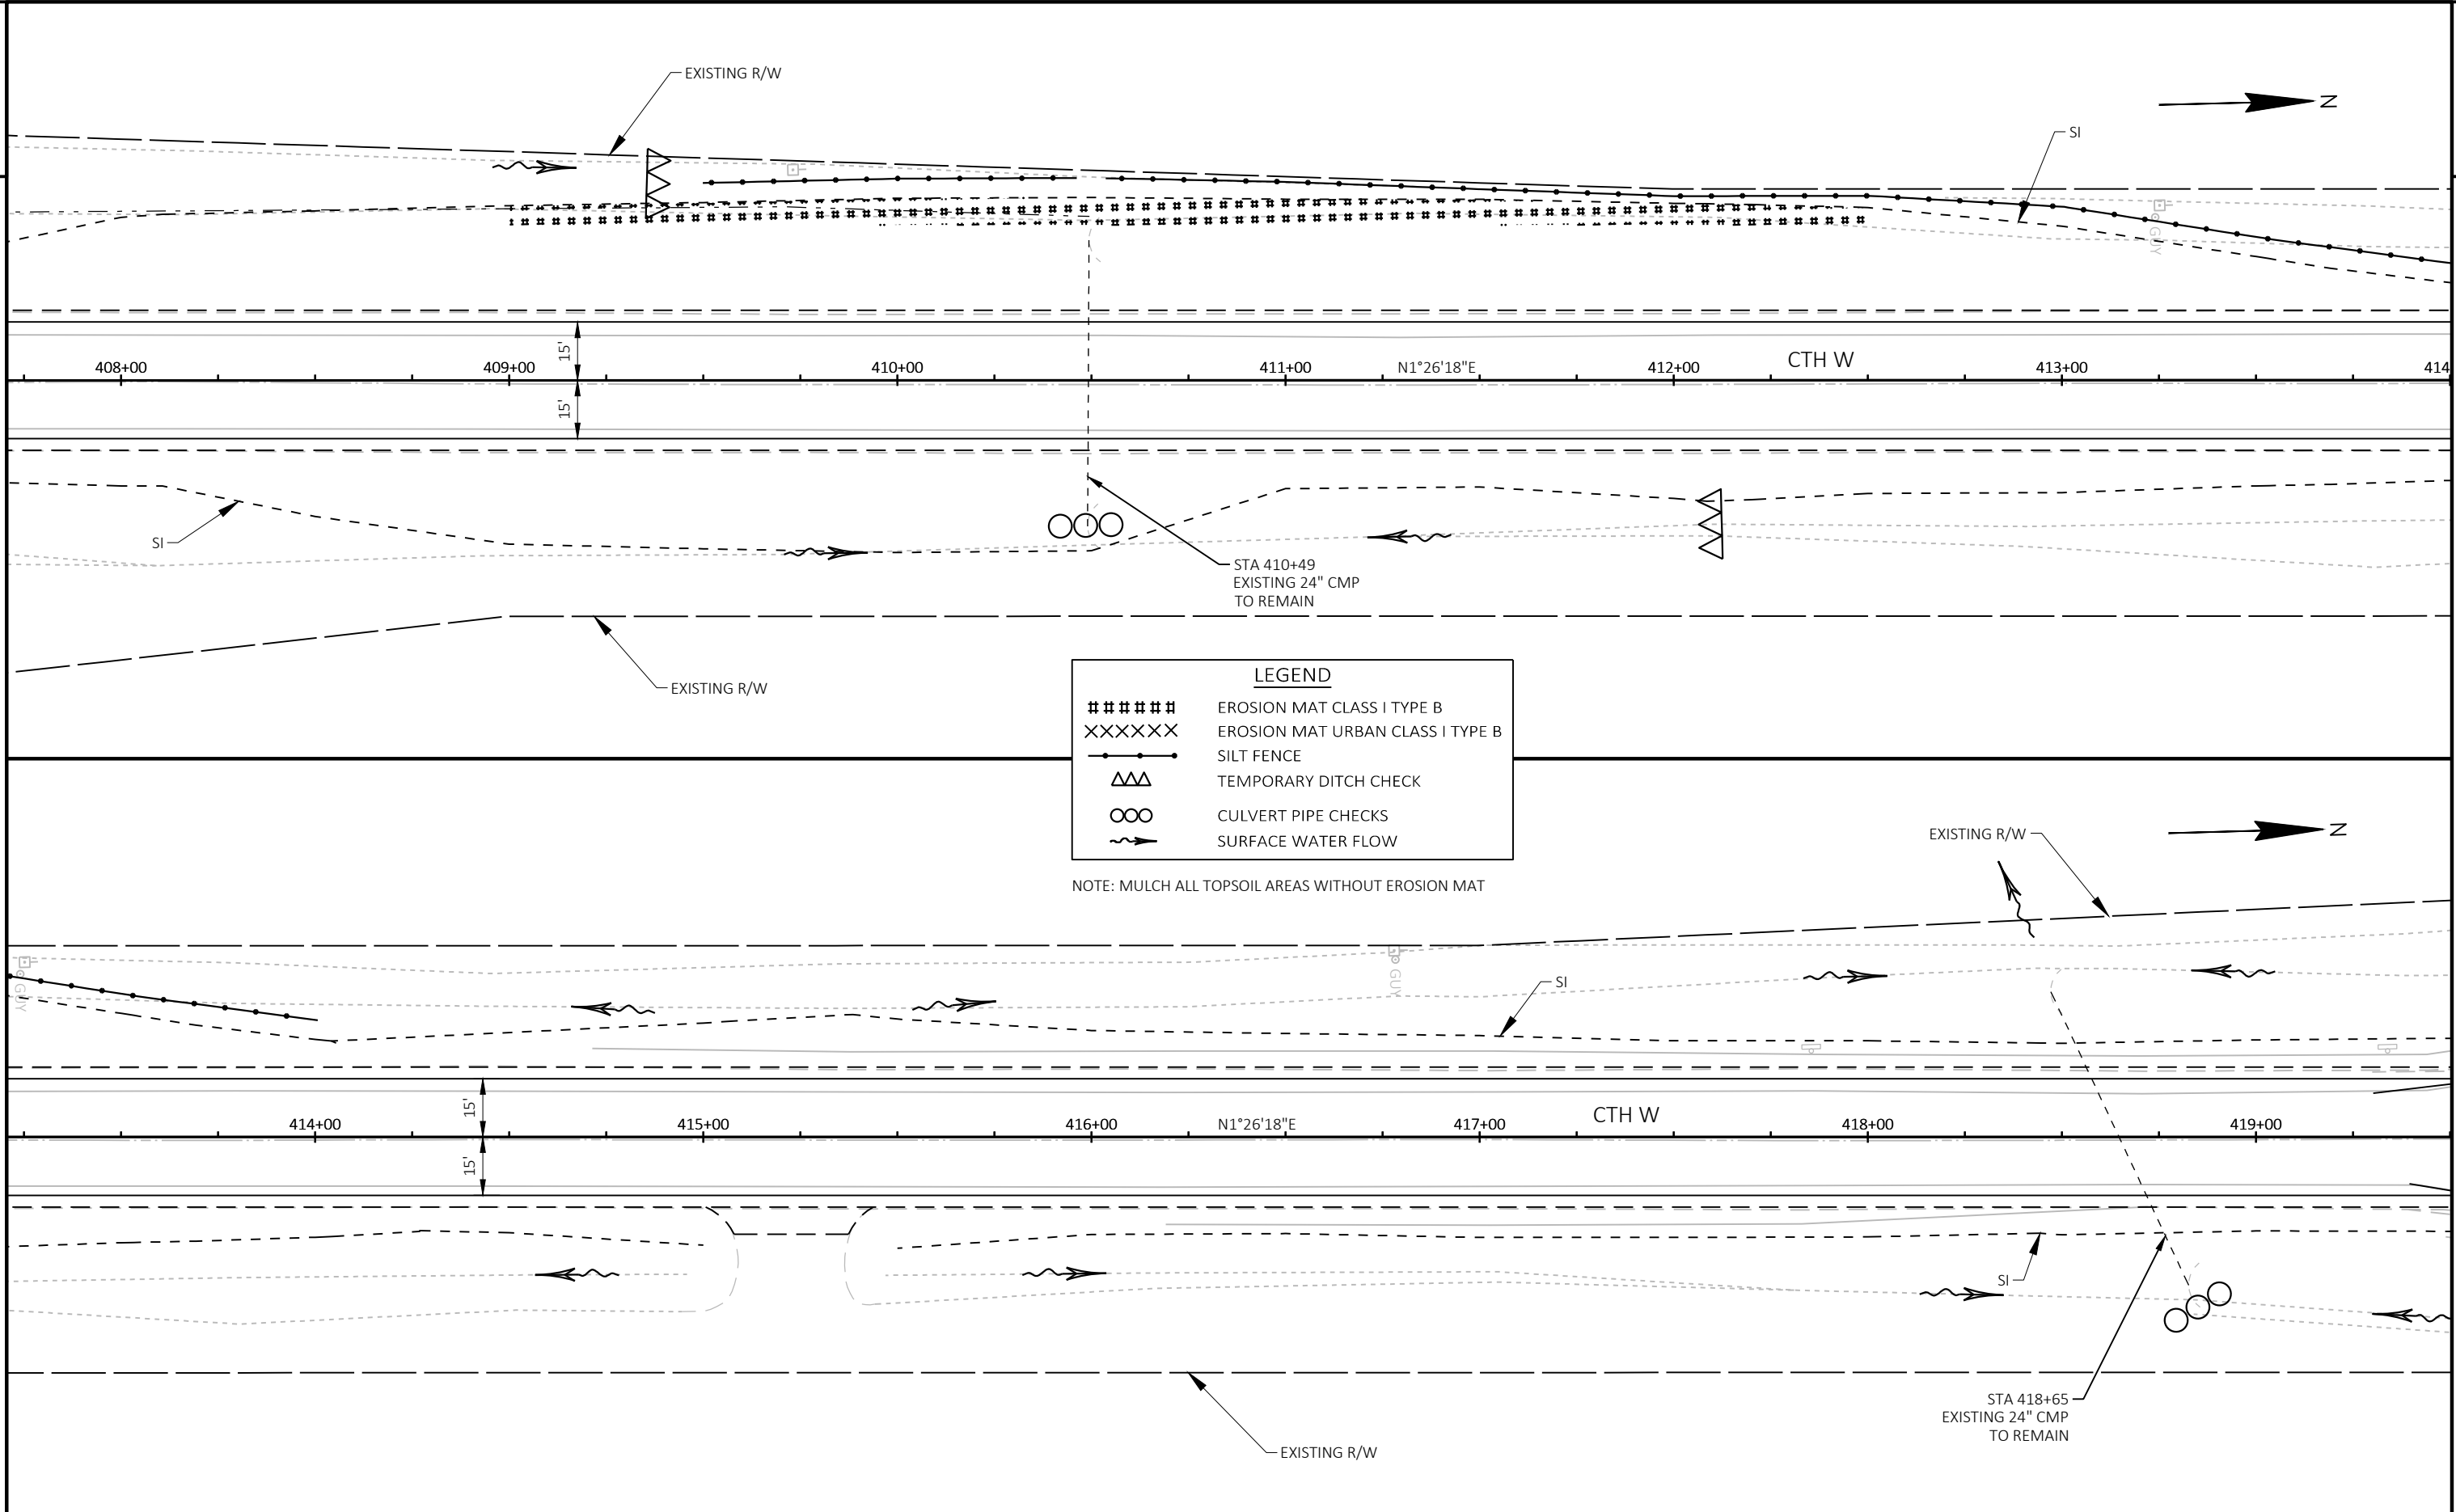 EXISTING R/W
N
SI
GUY
15'
408+00
409+00
410+00
411+00
N1°26'18"E
412+00
CTH W
413+00
414
15'
SI
STA 410+49
EXISTING 24" CMP
TO REMAIN
EXISTING R/W
LEGEND
EROSION MAT CLASS I TYPE B
EROSION MAT URBAN CLASS I TYPE B
SILT FENCE
TEMPORARY DITCH CHECK
CULVERT PIPE CHECKS
SURFACE WATER FLOW
NOTE: MULCH ALL TOPSOIL AREAS WITHOUT EROSION MAT
EXISTING R/W
N
GUY
GUY
SI
15'
414+00
415+00
416+00
N1°26'18"E
417+00
CTH W
418+00
419+00
15'
SI
STA 418+65
EXISTING 24" CMP
TO REMAIN
EXISTING R/W